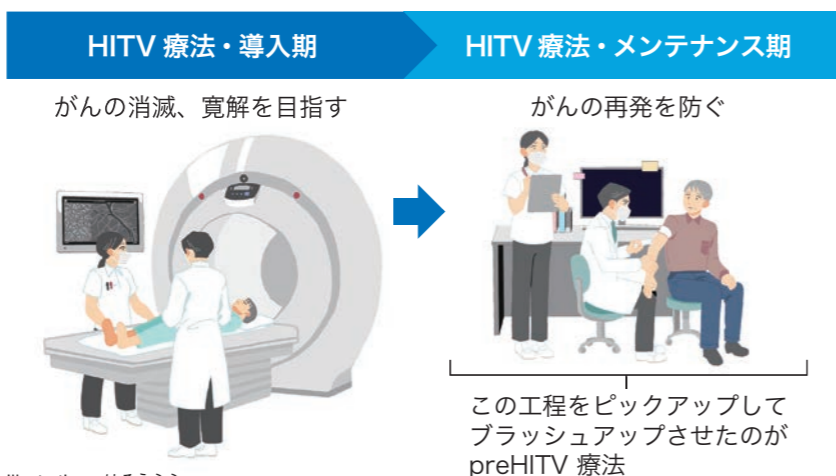 HITV 療法・導入期
HITV 療法・メンテナンス期
がんの消滅、寛解を目指す
がんの再発を防ぐ
この工程をピックアップして
ブラッシュアップさせたのが
preHITV 療法